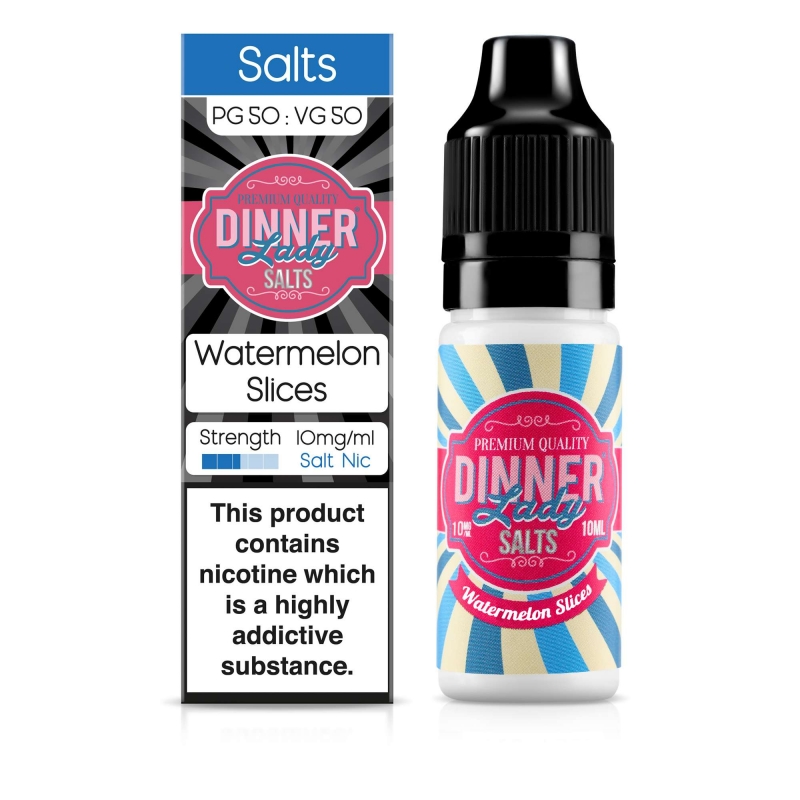 Salts
PG 50 : VG 50
PREMIUM QUALITY
DINNER
Lady
SALTS
Watermelon
Slices
Strength 10mg/ml
Salt Nic
This product
contains
nicotine which
is a highly
addictive
substance.
PREMIUM QUALITY
DINNER
Lady
10MG/ML 10ML
SALTS
Watermelon Slices